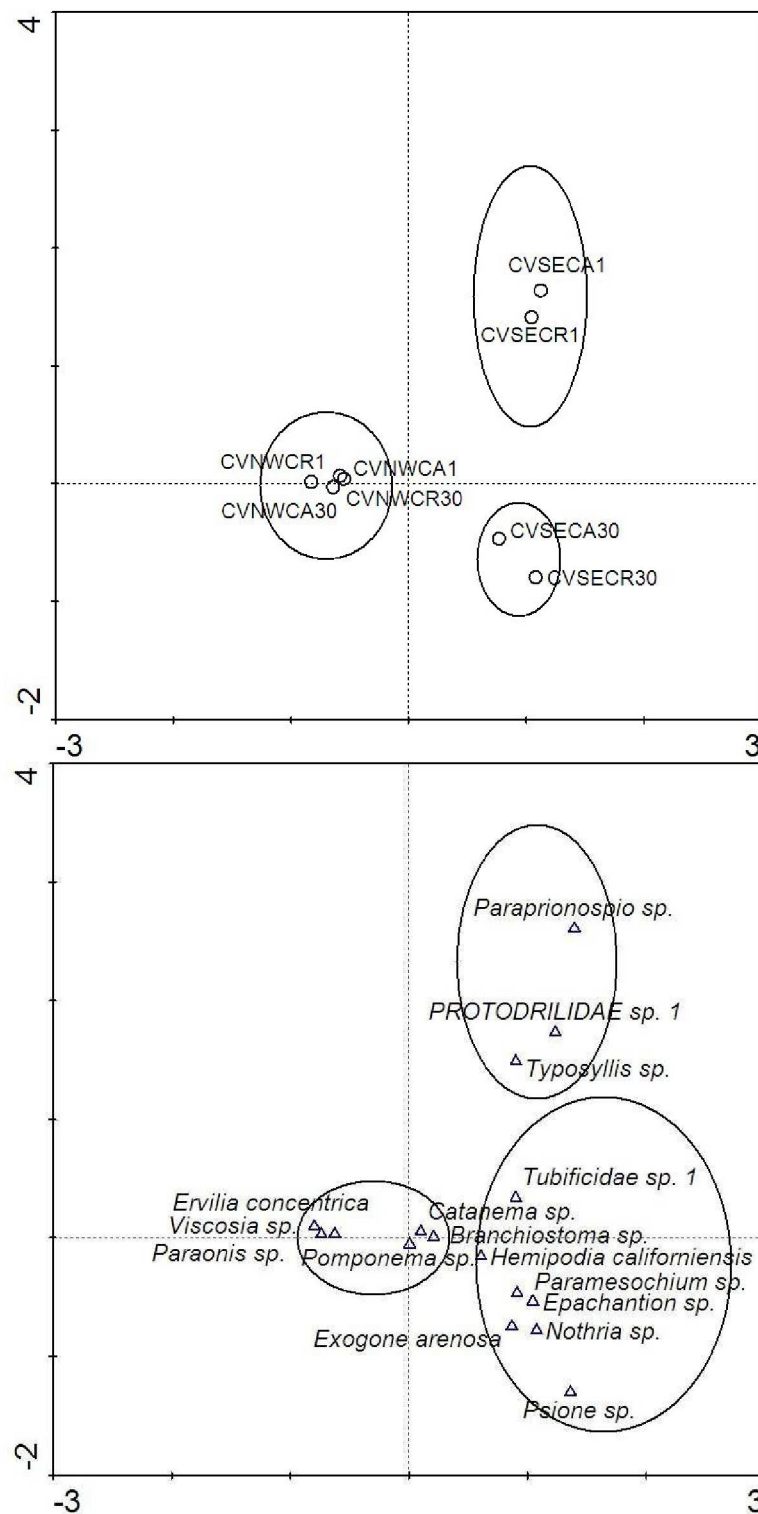 4
CVSECA1
CVSECR1
CVNWCR1
CVNWCA1
CVNWCA30
CVNWCR30
CVSECA30
CVSECR30
-2
-3
3
4
Paraprionospio sp.
PROTODRILIDAE sp. 1
Typosyllis sp.
Tubificidae sp. 1
Ervilia concentrica
Catanema sp.
Viscosia sp.
Branchiostoma sp.
Paraonis sp.
Pomponema sp.
Hemipodia californiensis
Paramesochium sp.
Epachantion sp.
Exogone arenosa
Nothria sp.
Psione sp.
-2
-3
3